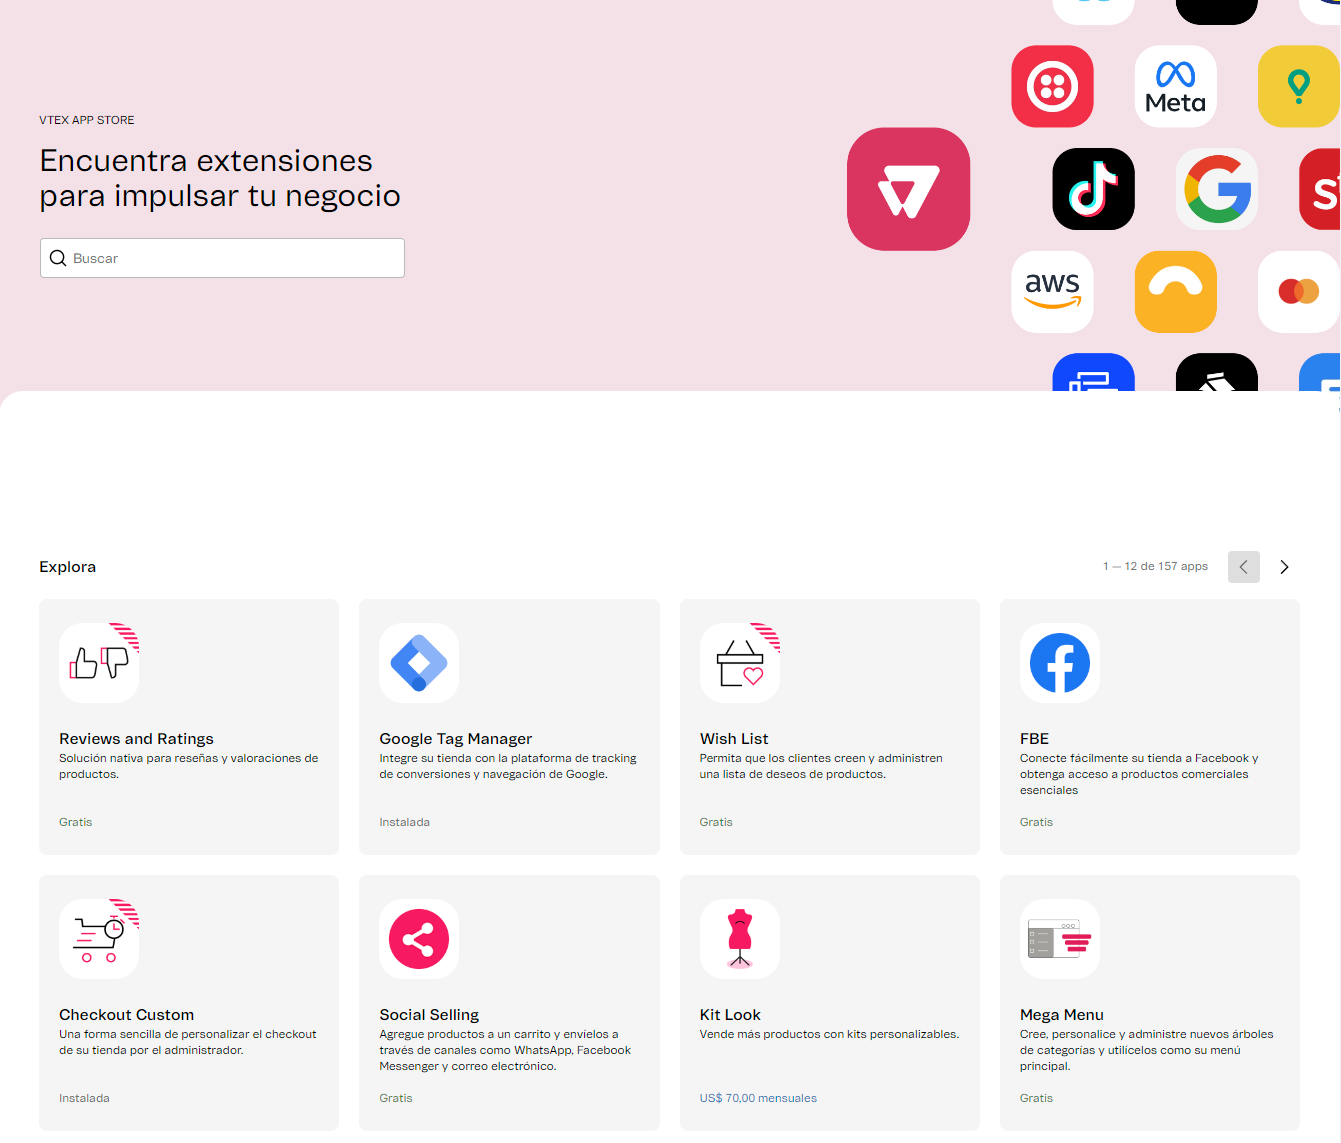 VTEX APP STORE
Encuentra extensiones
para impulsar tu negocio
Buscar
Meta
aws
Explora
1 — 12 de 157 apps
Reviews and Ratings
Solución nativa para reseñas y valoraciones de
productos.
Gratis
Google Tag Manager
Integre su tienda con la plataforma de tracking
de conversiones y navegación de Google.
Instalada
Wish List
Permita que los clientes creen y administren
una lista de deseos de productos.
Gratis
FBE
Conecte fácilmente su tienda a Facebook y
obtenga acceso a productos comerciales
esenciales
Gratis
Checkout Custom
Una forma sencilla de personalizar el checkout
de su tienda por el administrador.
Instalada
Social Selling
Agregue productos a un carrito y envíelos a
través de canales como WhatsApp, Facebook
Messenger y correo electrónico.
Gratis
Kit Look
Vende más productos con kits personalizables.
US$ 70,00 mensuales
Mega Menu
Cree, personalice y administre nuevos árboles
de categorías y utilícelos como su menú
principal.
Gratis